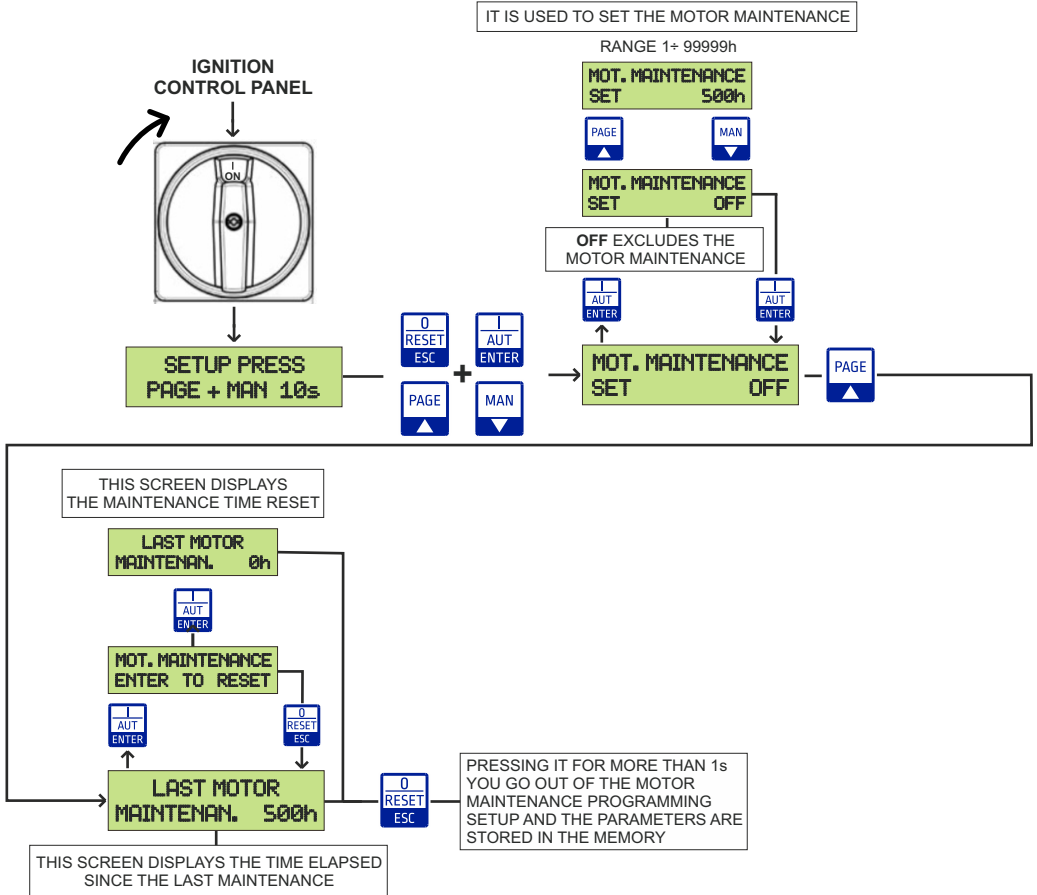 IT IS USED TO SET THE MOTOR MAINTENANCE
RANGE 1÷ 99999h
MOT. MAINTENANCE
SET 500h
PAGE
MAN
MOT. MAINTENANCE
SET OFF
OFF EXCLUDES THE
MOTOR MAINTENANCE
I
AUT
ENTER
I
AUT
ENTER
IGNITION
CONTROL PANEL
I
ON
SETUP PRESS
PAGE + MAN 10s
0
RESET
ESC
+
I
AUT
ENTER
PAGE
MAN
MOT. MAINTENANCE
SET OFF
PAGE
THIS SCREEN DISPLAYS
THE MAINTENANCE TIME RESET
LAST MOTOR
MAINTENAN. 0h
I
AUT
ENTER
MOT. MAINTENANCE
ENTER TO RESET
I
AUT
ENTER
0
RESET
ESC
LAST MOTOR
MAINTENAN. 500h
0
RESET
ESC
PRESSING IT FOR MORE THAN 1s
YOU GO OUT OF THE MOTOR
MAINTENANCE PROGRAMMING
SETUP AND THE PARAMETERS ARE
STORED IN THE MEMORY
THIS SCREEN DISPLAYS THE TIME ELAPSED
SINCE THE LAST MAINTENANCE